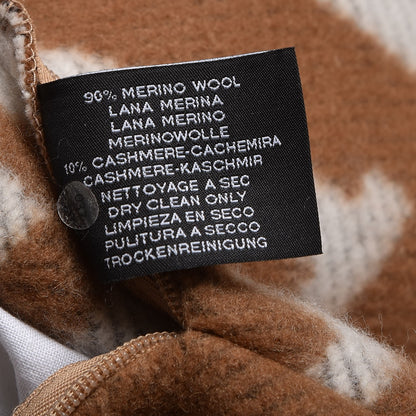 90% MERINO WOOL
LANA MERINA
LANA MERINO
MERINOWOLLE
10% CASHMERE-CACHEMIRA
CASHMERE-KASCHMIR
NETTOYAGE A SEC
DRY CLEAN ONLY
LIMPIEZA EN SECO
PULITURA A SECCO
TROCKENREINIGUNG